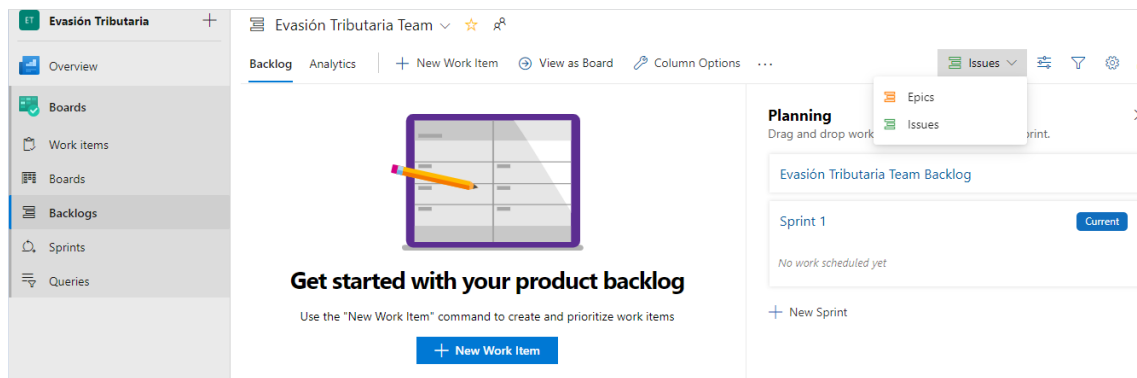 ET Evasión Tributaria
Overview
Boards
Work items
Boards
Backlogs
Sprints
Queries
Evasión Tributaria Team
Backlog Analytics New Work Item View as Board Column Options ... Issues
Epics
Issues
Get started with your product backlog
Use the "New Work Item" command to create and prioritize work items
New Work Item
Planning
Drag and drop work
Evasión Tributaria Team Backlog
Sprint 1 Current
No work scheduled yet
New Sprint